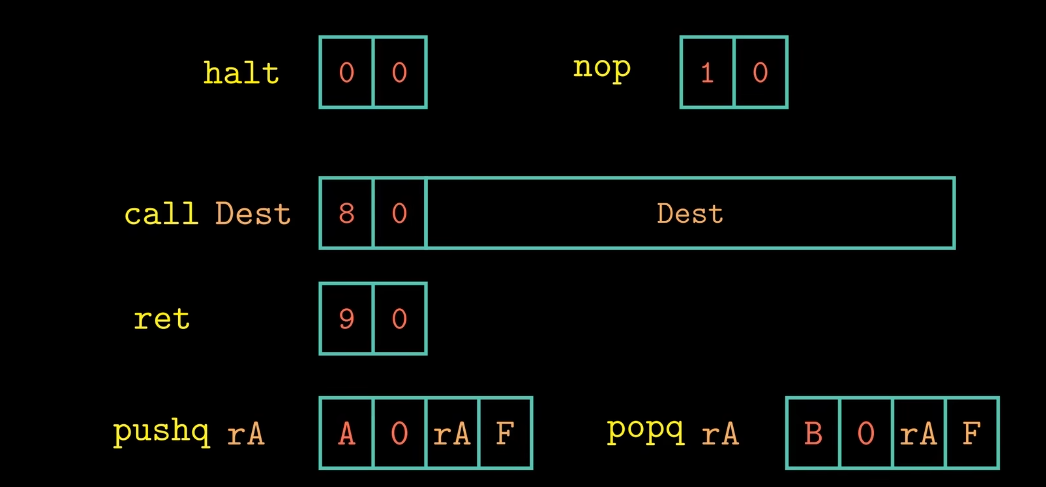 halt 0 0 nop 1 0
call Dest 8 0 Dest
ret 9 0
pushq rA A 0 rA F popq rA B 0 rA F